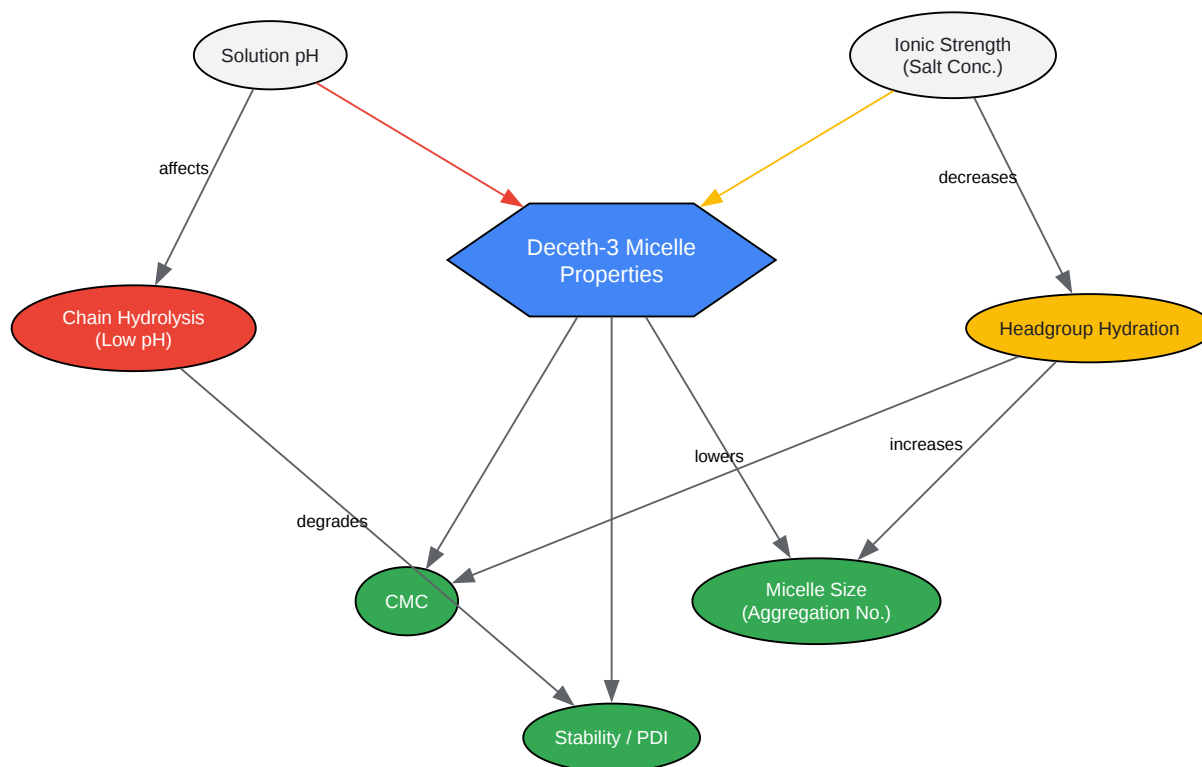 Solution pH
Ionic Strength
(Salt Conc.)
affects
decreases
Deceth-3 Micelle
Properties
Chain Hydrolysis
(Low pH)
Headgroup Hydration
lowers
increases
degrades
CMC
Micelle Size
(Aggregation No.)
Stability / PDI